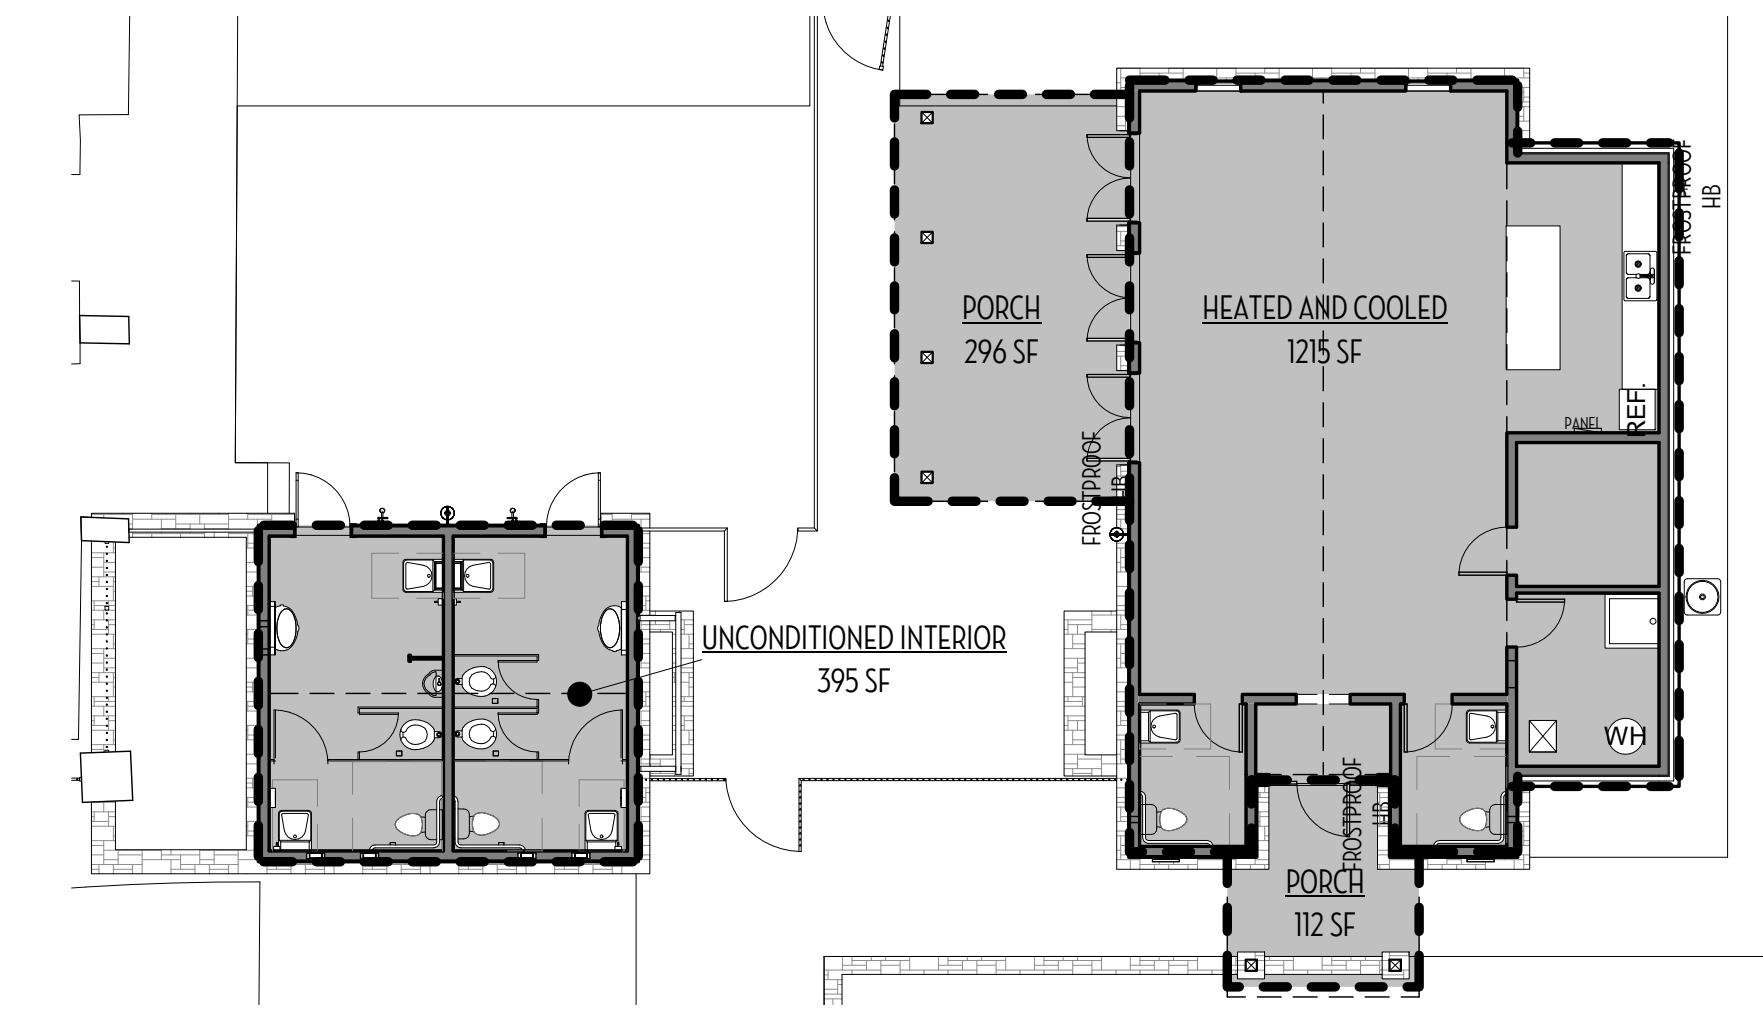 FROSTPROOF
HB
PORCH
296 SF
HEATED AND COOLED
1215 SF
REF.
PANEL
FROSTPROOF
HB
UNCONDITIONED INTERIOR
395 SF
WH
FROSTPROOF
HB
PORCH
112 SF